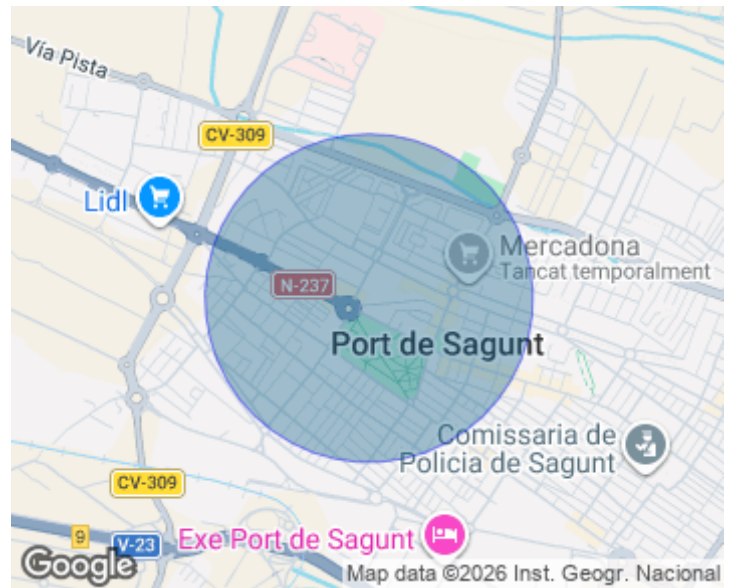 Vía Pista
CV-309
Lidl
Mercadona
Tancat temporalment
N-237
Port de Sagunt
Comissaria de
Policia de Sagunt
CV-309
9
V-23
Exe Port de Sagunt
Google
Map data ©2026 Inst. Geogr. Nacional